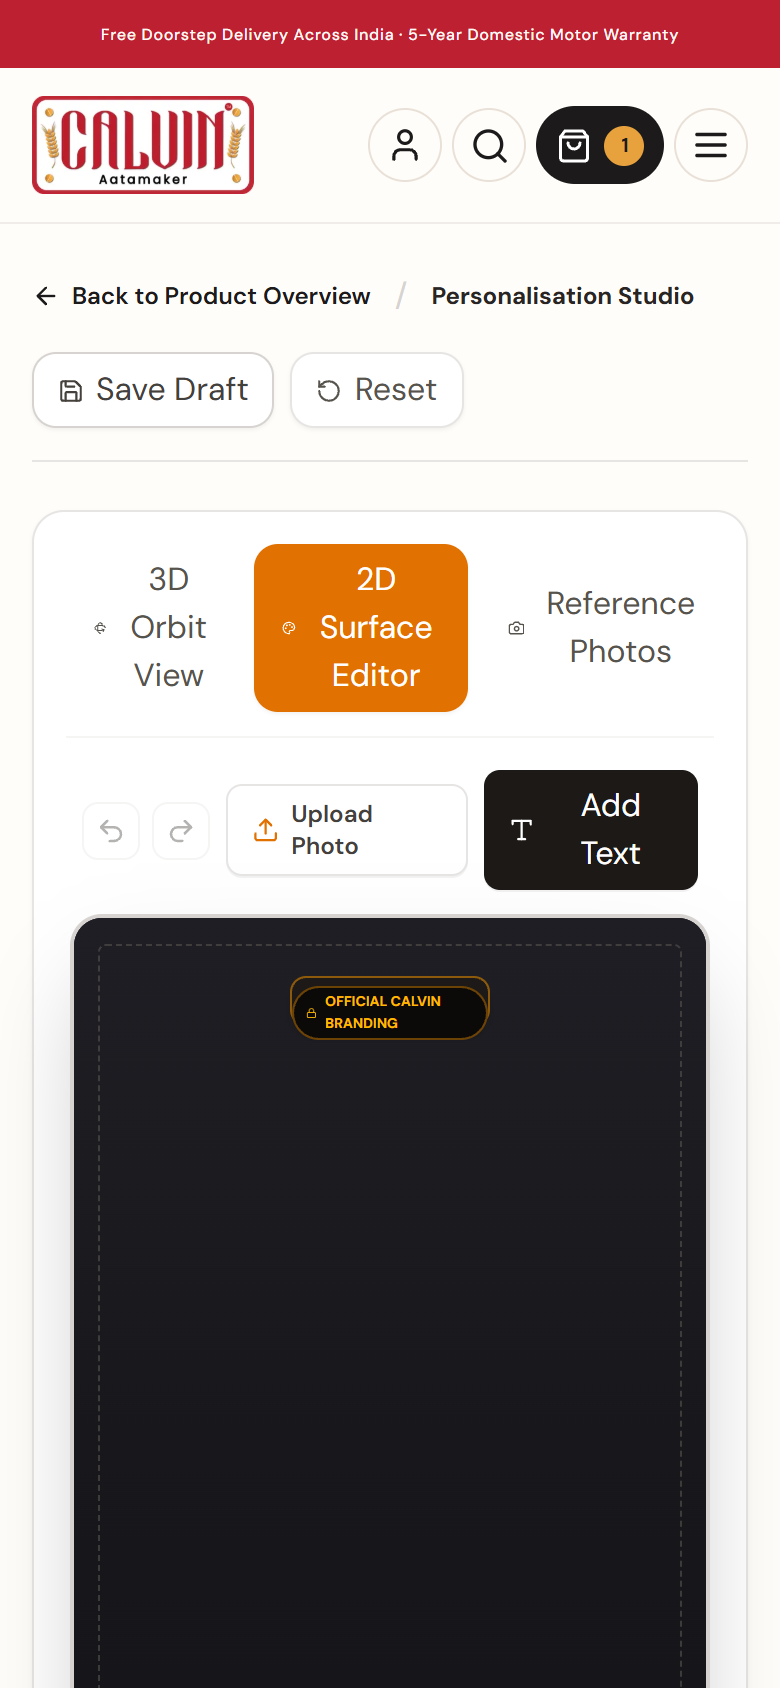 Free Doorstep Delivery Across India · 5-Year Domestic Motor Warranty
CALVIN
Aatamaker
1
Back to Product Overview / Personalisation Studio
Save Draft
Reset
3D
Orbit
View
2D
Surface
Editor
Reference
Photos
Upload
Photo
Add
Text
OFFICIAL CALVIN
BRANDING